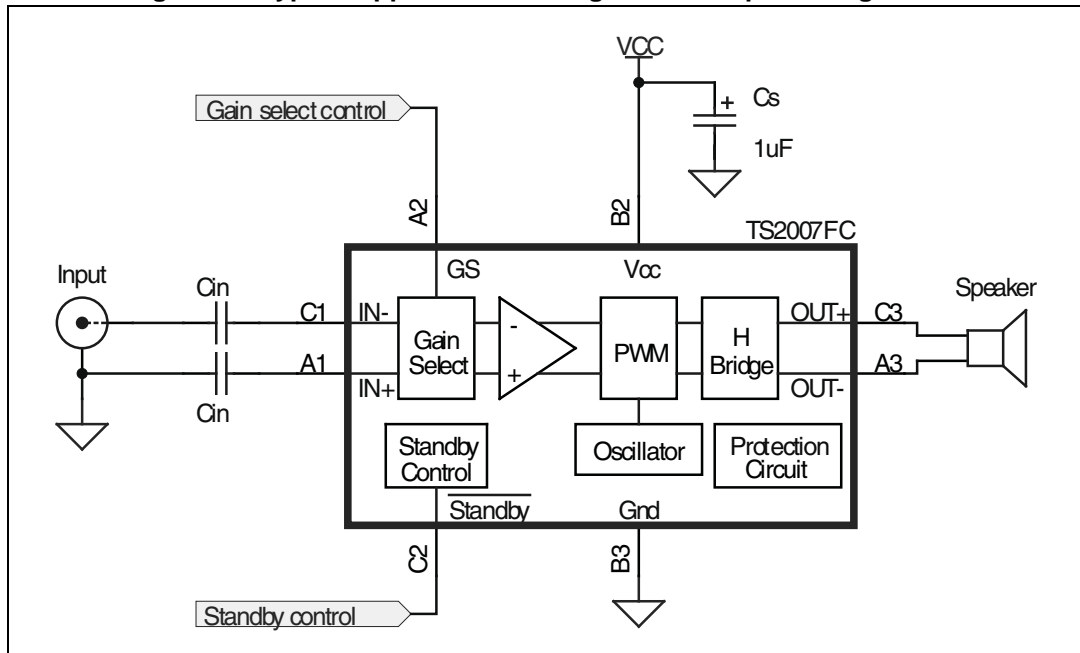 VCC
Gain select control
+
Cs
1uF
A2
B2
TS2007FC
Input
GS
Vcc
Speaker
Cin
C1
IN-
OUT+
C3
Gain
Select
-
+
PWM
H
Bridge
A1
IN+
OUT-
A3
Cin
Standby
Control
Oscillator
Protection
Circuit
Standby
Gnd
C2
B3
Standby control